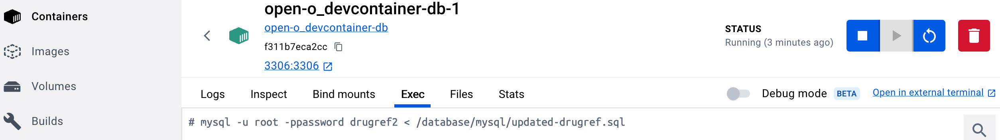 Containers
Images
Volumes
Builds
open-o_devcontainer-db-1
open-o_devcontainer-db
f311b7eca2cc
3306:3306
STATUS
Running (3 minutes ago)
Logs Inspect Bind mounts Exec Files Stats Debug mode BETA Open in external terminal
# mysql -u root -ppassword drugref2 < /database/mysql/updated-drugref.sql